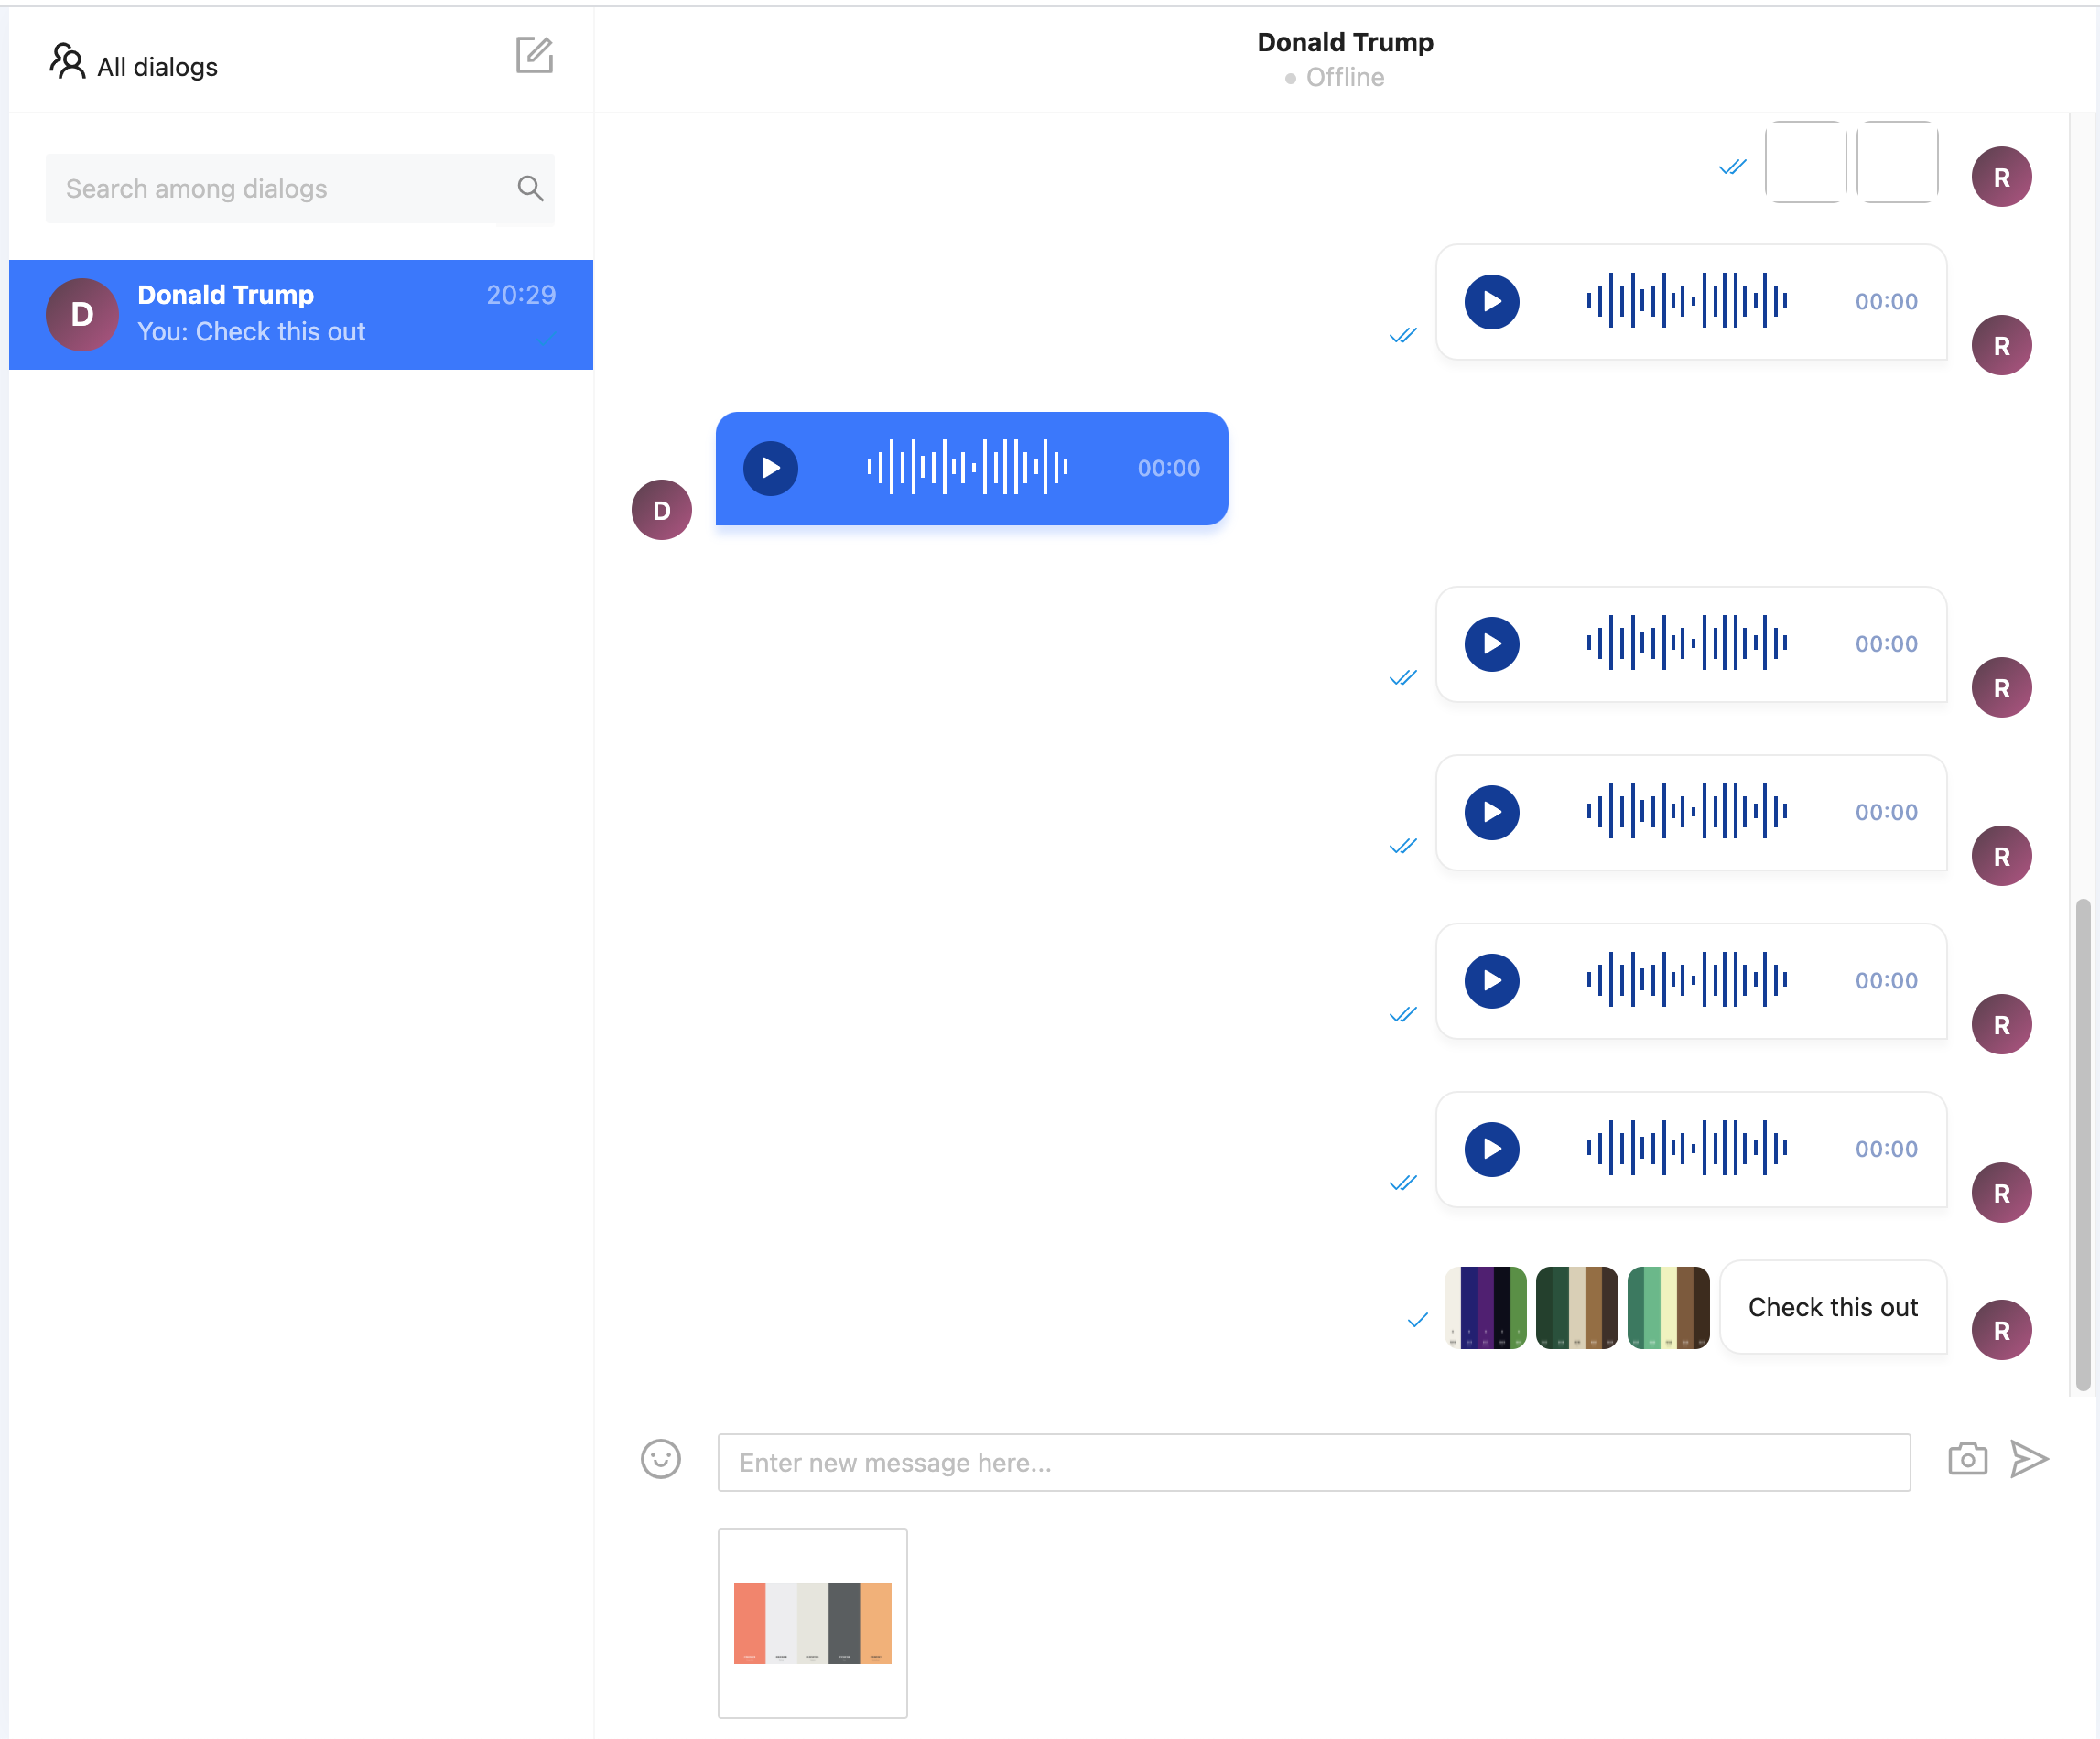 All dialogs
Search among dialogs
D
Donald Trump
20:29
You: Check this out
Donald Trump
Offline
R
00:00
R
00:00
D
00:00
R
00:00
R
00:00
R
00:00
R
Check this out
R
Enter new message here...